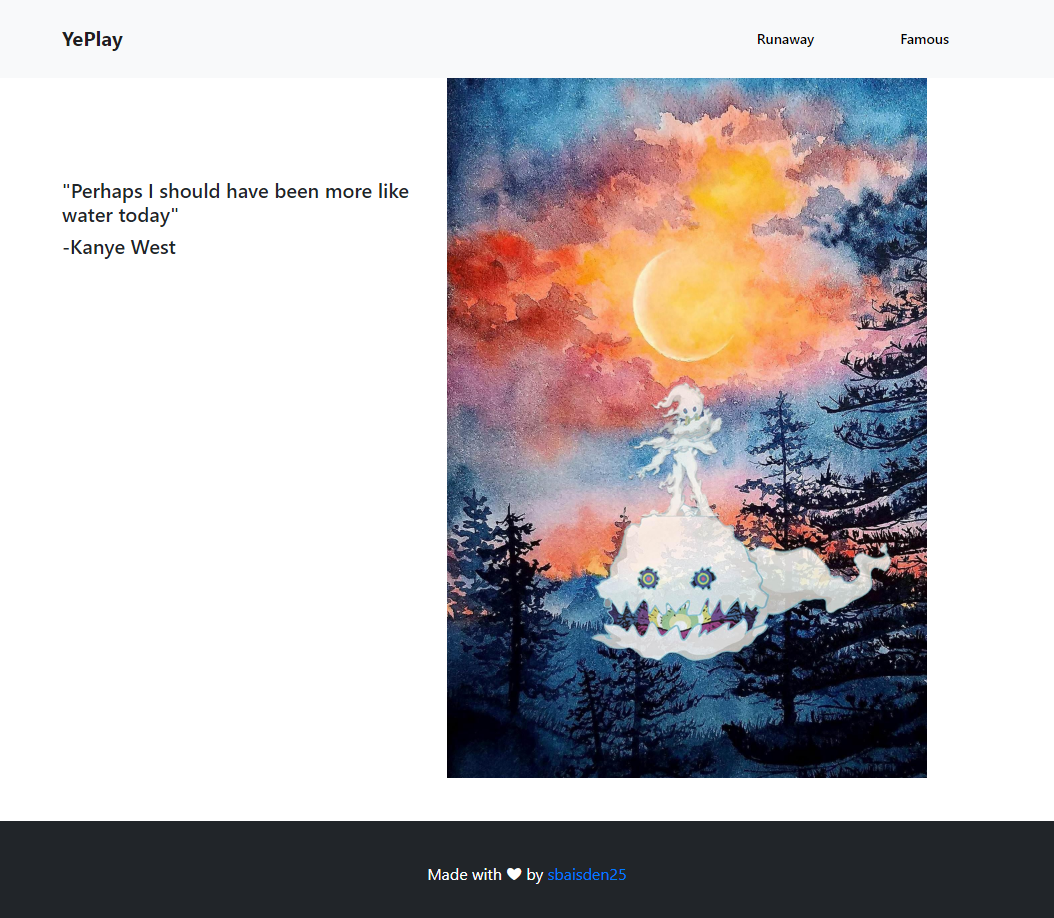 YePlay
Runaway
Famous
"Perhaps I should have been more like
water today"
-Kanye West
Made with ♥ by sbaisden25